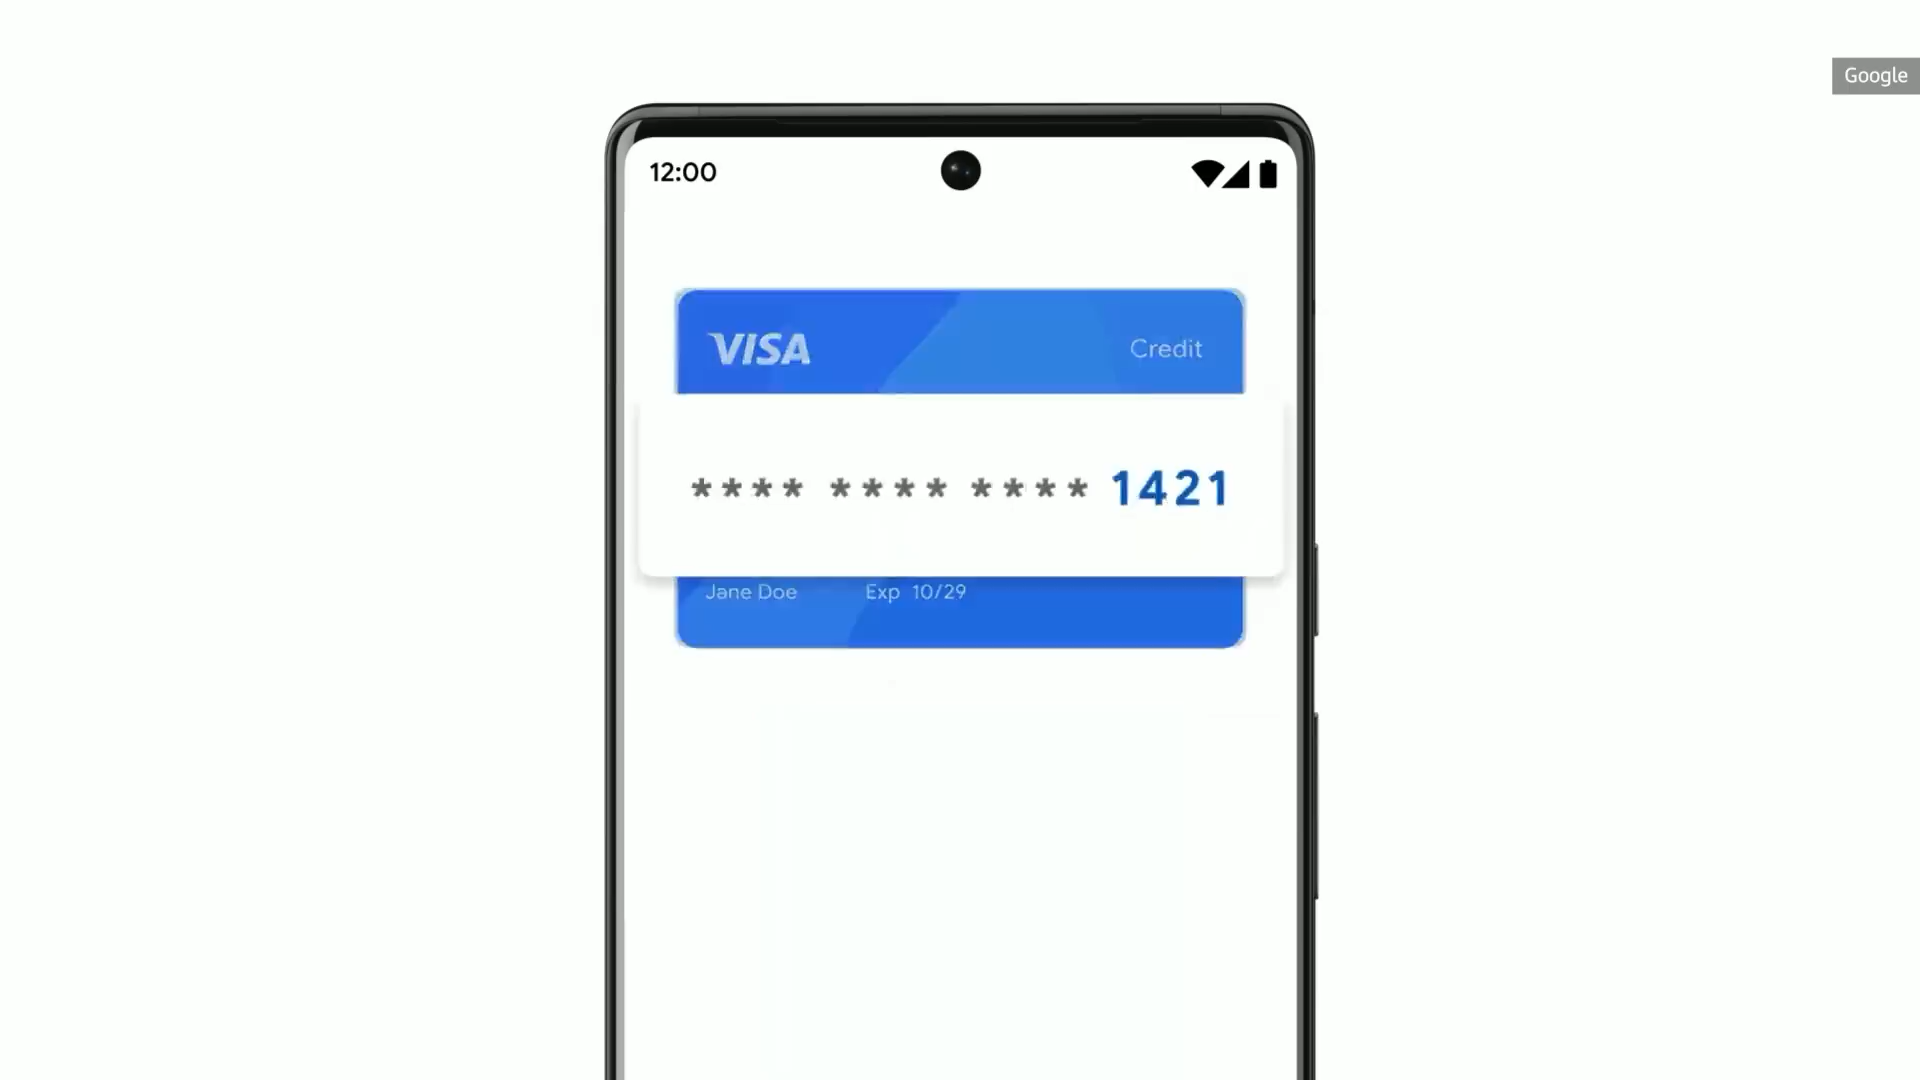 Google
12:00
VISA Credit
**** **** **** 1421
Jane Doe Exp 10/29